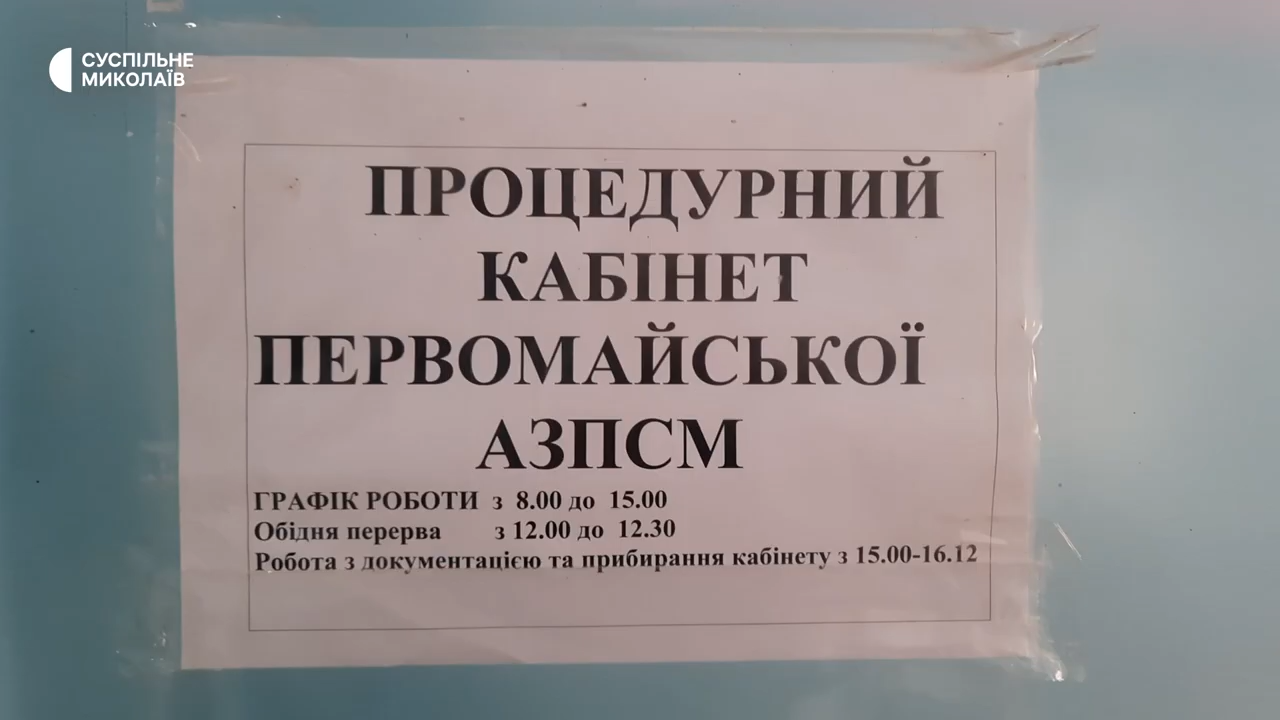 СУСПІЛЬНЕ
МИКОЛАЇВ
ПРОЦЕДУРНИЙ
КАБІНЕТ
ПЕРВОМАЙСЬКОЇ
АЗПСМ
ГРАФІК РОБОТИ з 8.00 до 15.00
Обідня перерва з 12.00 до 12.30
Робота з документацією та прибирання кабінету з 15.00-16.12